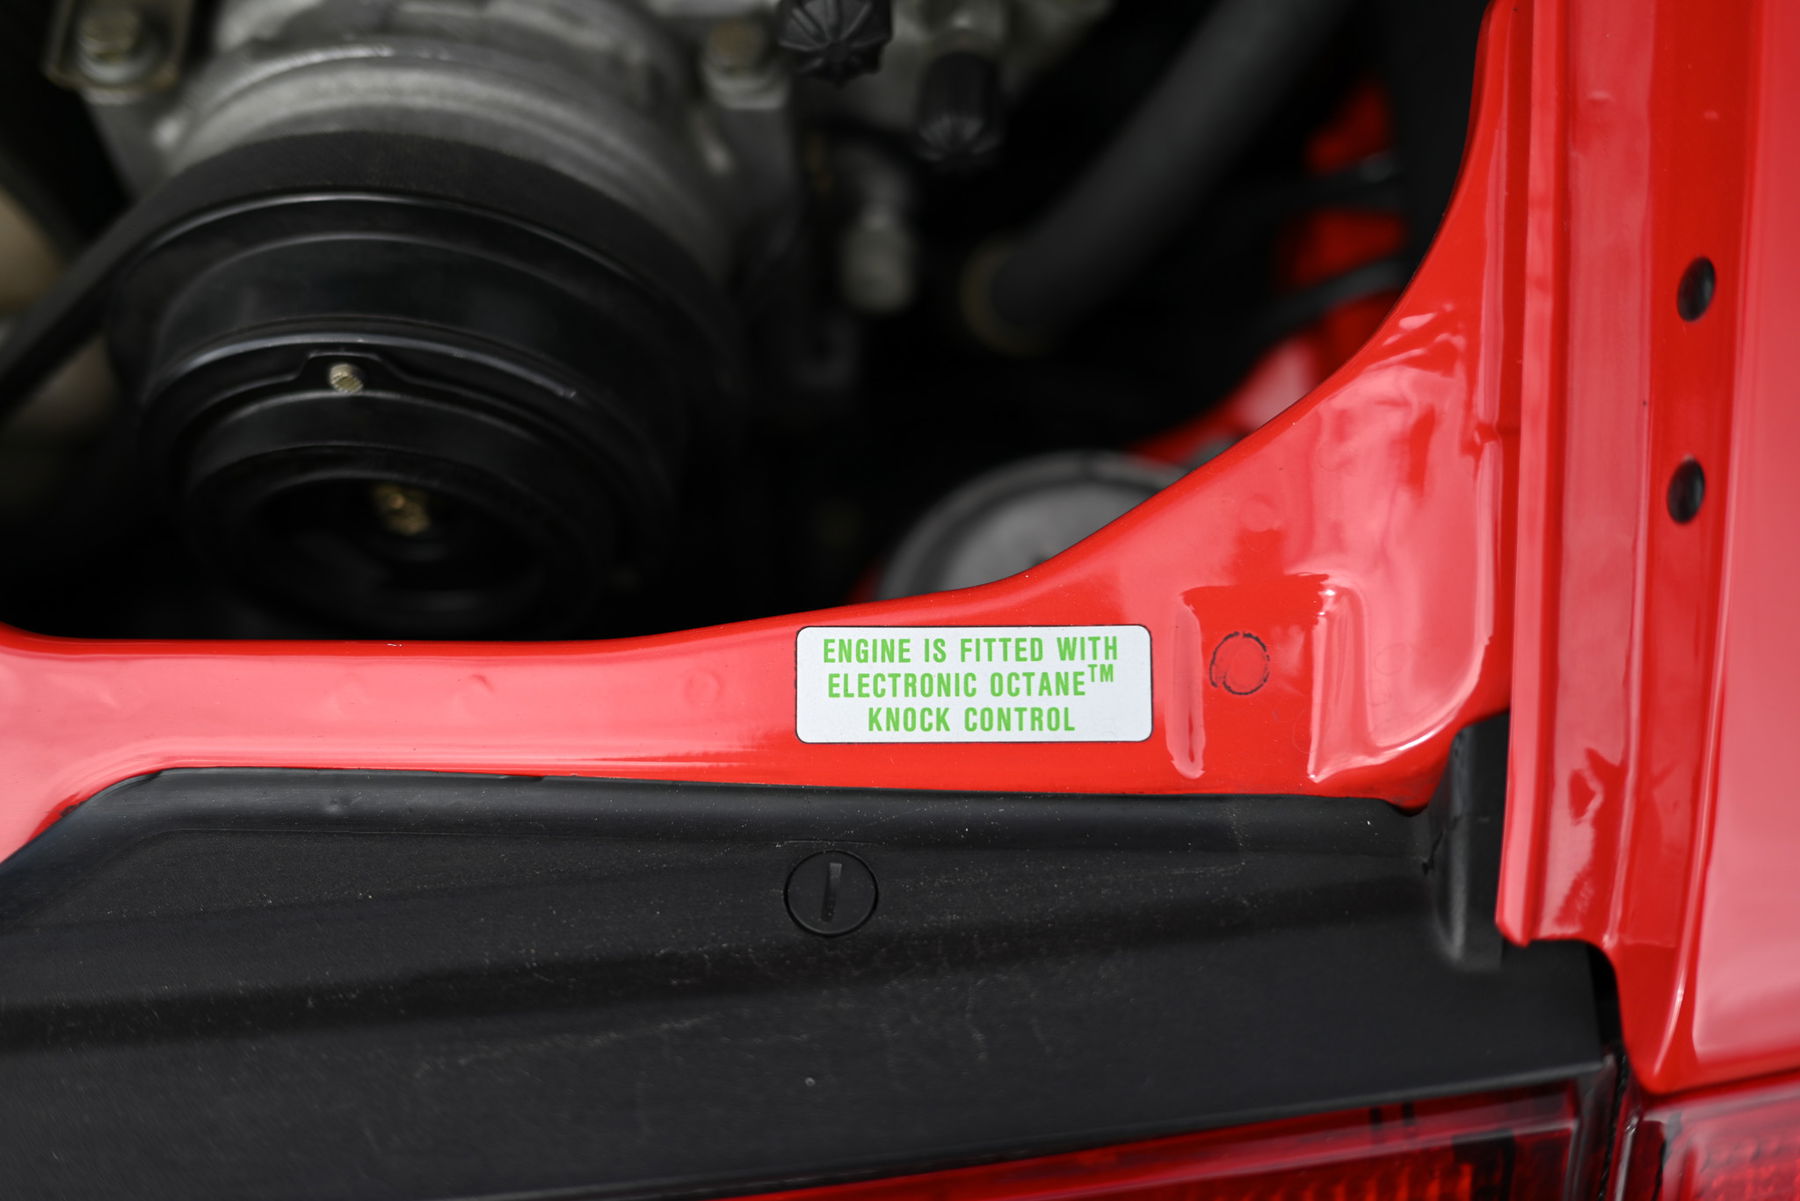 ENGINE IS FITTED WITH
ELECTRONIC OCTANE™
KNOCK CONTROL